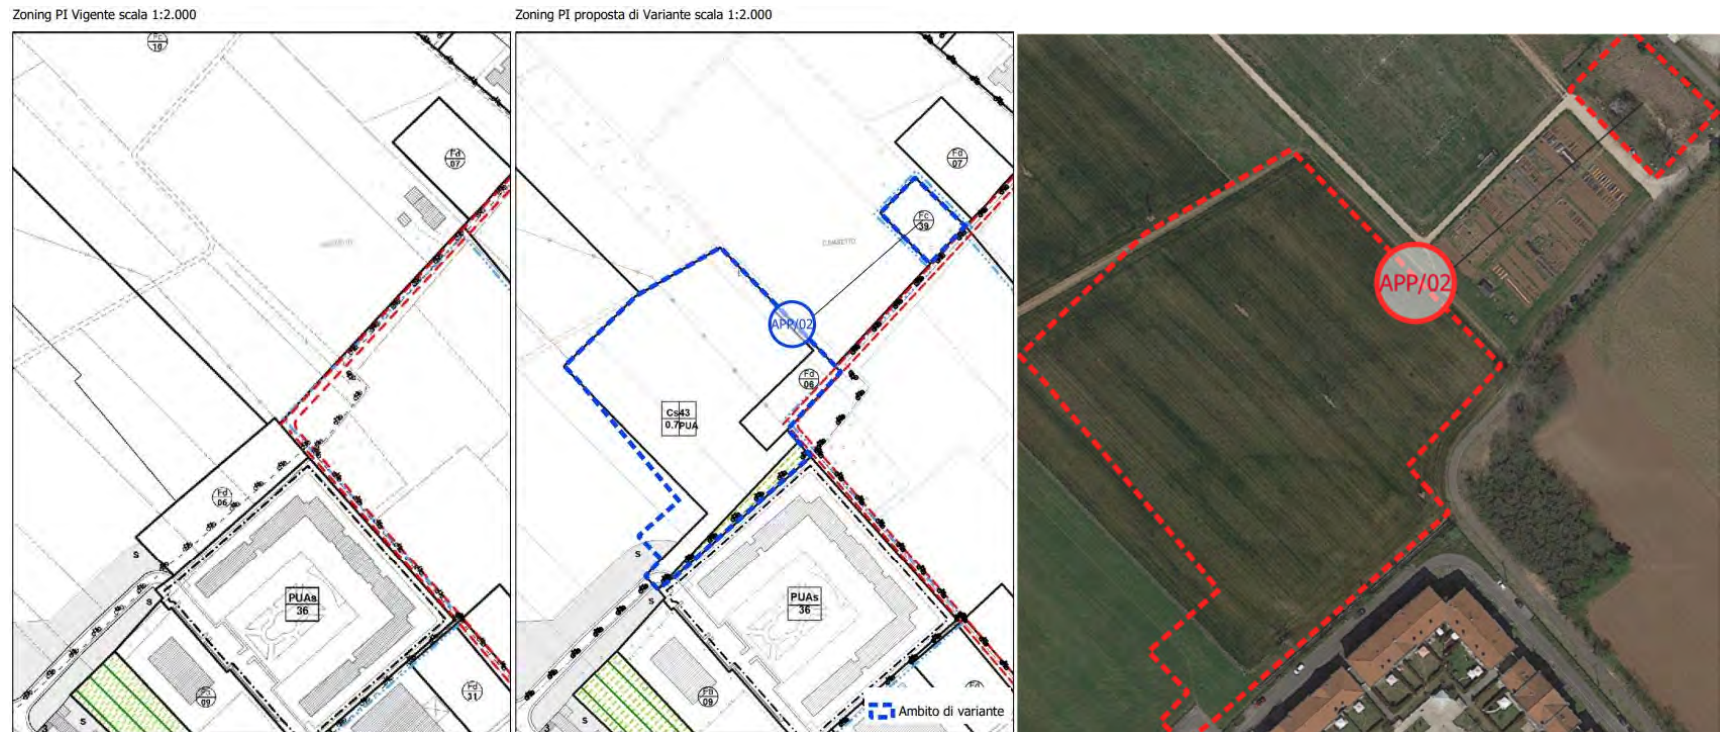 Zoning PI Vigente scala 1:2.000
Fc
10
Fd
07
Fd
06
S
S
PUAs
36
09
S
3
Fd
31
Zoning PI proposta di Variante scala 1:2.000
Fd
07
Fc
39
APP/02
Fd
06
Cs43
0.7PUA
S
S
PUAs
36
09
S
3
Ambito di variante
APP/02